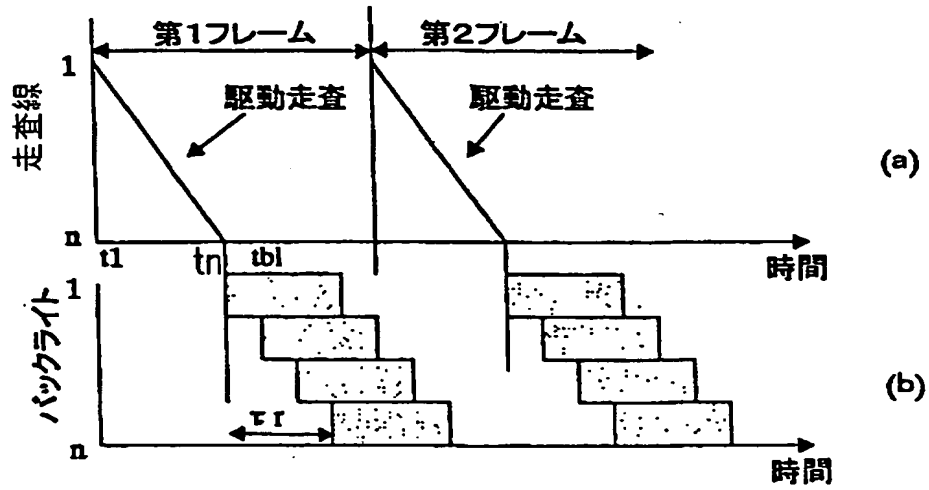 第1フレーム 第2フレーム
1
駆動走査 駆動走査
走査線
(a)
n
t1 tn tbl
時間
1
バックライト
(b)
τr
n
時間